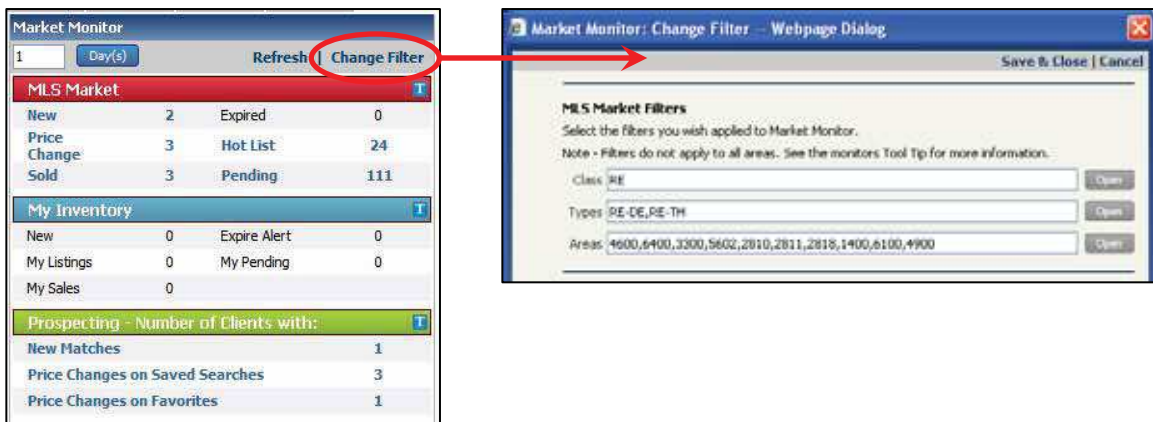 Market Monitor
1 Day(s) Refresh | Change Filter
MLS Market T
New 2 Expired 0
Price Change 3 Hot List 24
Sold 3 Pending 111
My Inventory T
New 0 Expire Alert 0
My Listings 0 My Pending 0
My Sales 0
Prospecting - Number of Clients with: T
New Matches 1
Price Changes on Saved Searches 3
Price Changes on Favorites 1
Market Monitor: Change Filter -- Webpage Dialog
Save & Close | Cancel
MLS Market Filters
Select the filters you wish applied to Market Monitor.
Note - Filters do not apply to all areas. See the monitors Tool Tip for more information.
Class RE Open
Types RE-DE,RE-TH Open
Areas 4600,6400,3300,5602,2810,2811,2818,1400,6100,4900 Open